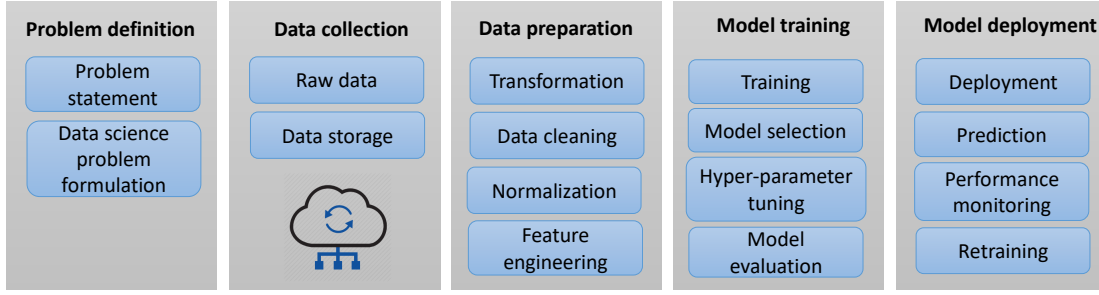 Problem definition
Problem
statement
Data science
problem
formulation
Data collection
Raw data
Data storage
Data preparation
Transformation
Data cleaning
Normalization
Feature
engineering
Model training
Training
Model selection
Hyper-parameter
tuning
Model
evaluation
Model deployment
Deployment
Prediction
Performance
monitoring
Retraining